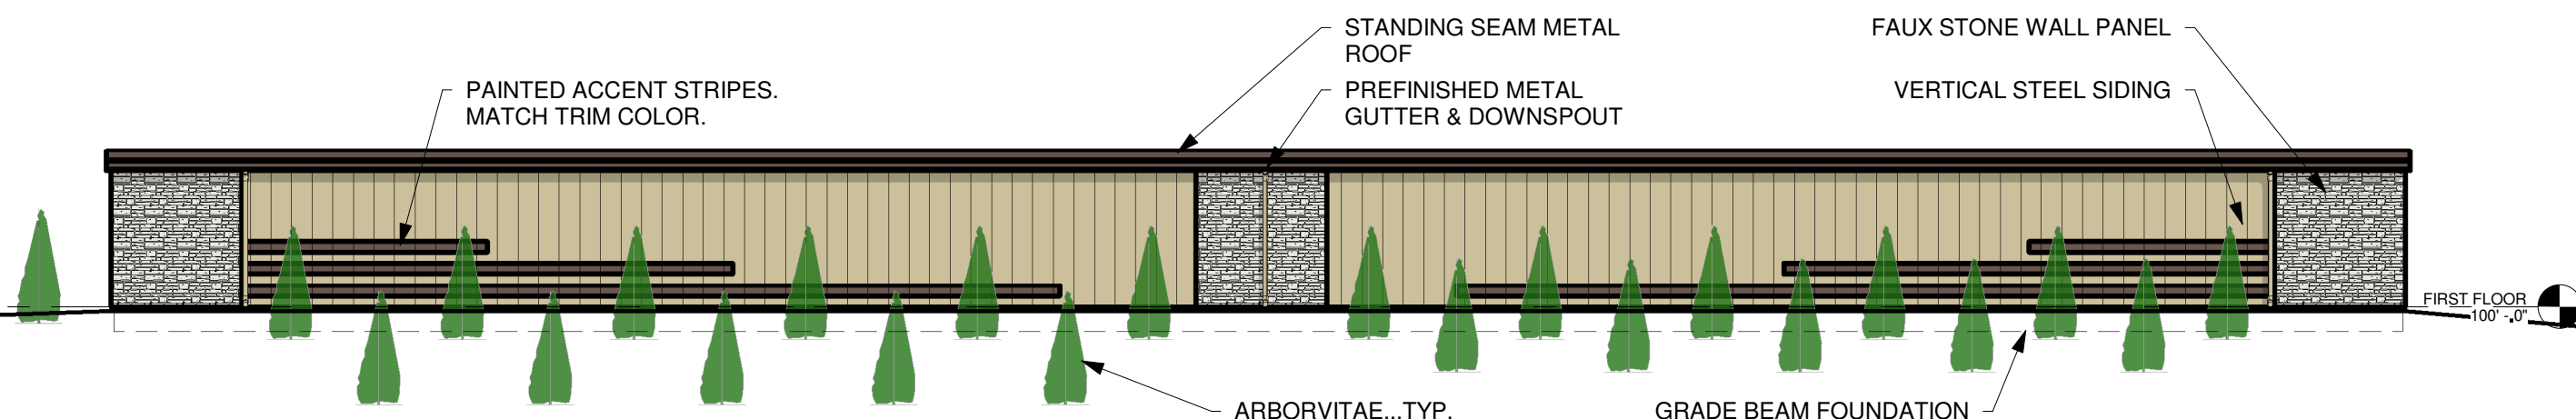 STANDING SEAM METAL
ROOF
FAUX STONE WALL PANEL
PAINTED ACCENT STRIPES.
MATCH TRIM COLOR.
PREFINISHED METAL
GUTTER & DOWNSPOUT
VERTICAL STEEL SIDING
FIRST FLOOR
100' - 0"
ARBORVITAE...TYP.
GRADE BEAM FOUNDATION